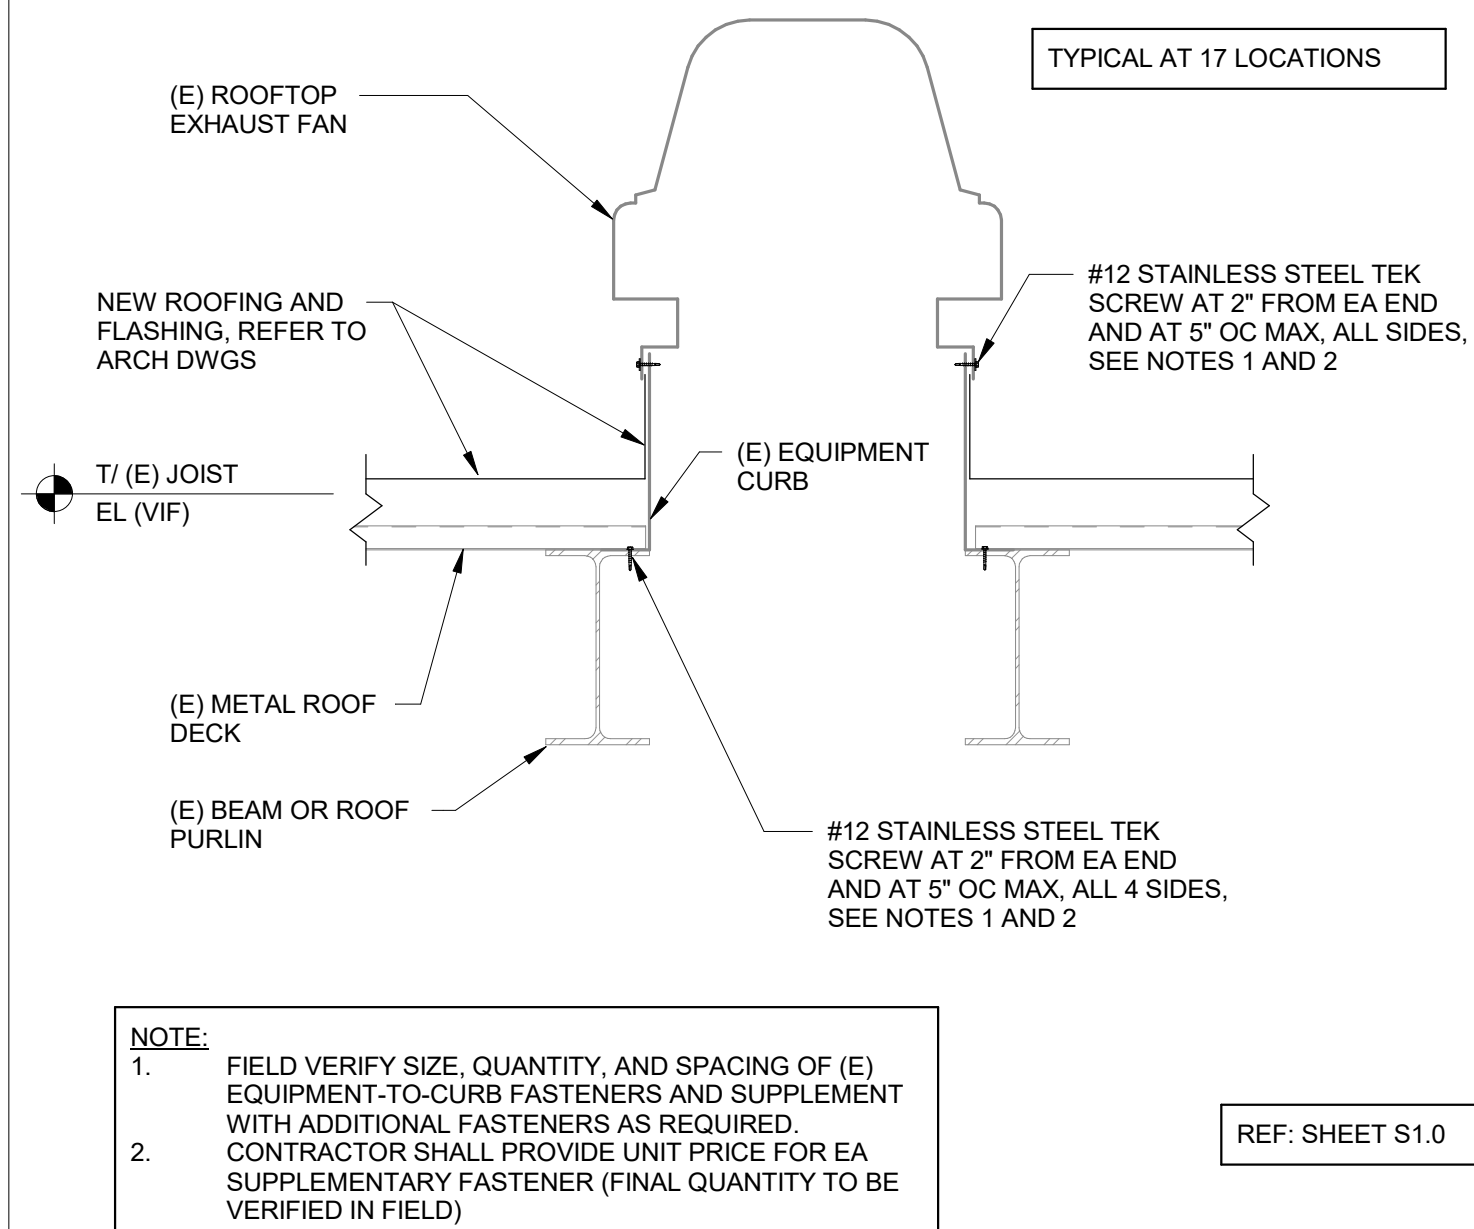 TYPICAL AT 17 LOCATIONS
(E) ROOFTOP
EXHAUST FAN
#12 STAINLESS STEEL TEK
SCREW AT 2" FROM EA END
AND AT 5" OC MAX, ALL SIDES,
SEE NOTES 1 AND 2
NEW ROOFING AND
FLASHING, REFER TO
ARCH DWGS
(E) EQUIPMENT
CURB
T/ (E) JOIST
EL (VIF)
(E) METAL ROOF
DECK
(E) BEAM OR ROOF
PURLIN
#12 STAINLESS STEEL TEK
SCREW AT 2" FROM EA END
AND AT 5" OC MAX, ALL 4 SIDES,
SEE NOTES 1 AND 2
NOTE:
1. FIELD VERIFY SIZE, QUANTITY, AND SPACING OF (E)
EQUIPMENT-TO-CURB FASTENERS AND SUPPLEMENT
WITH ADDITIONAL FASTENERS AS REQUIRED.
2. CONTRACTOR SHALL PROVIDE UNIT PRICE FOR EA
SUPPLEMENTARY FASTENER (FINAL QUANTITY TO BE
VERIFIED IN FIELD)
REF: SHEET S1.0